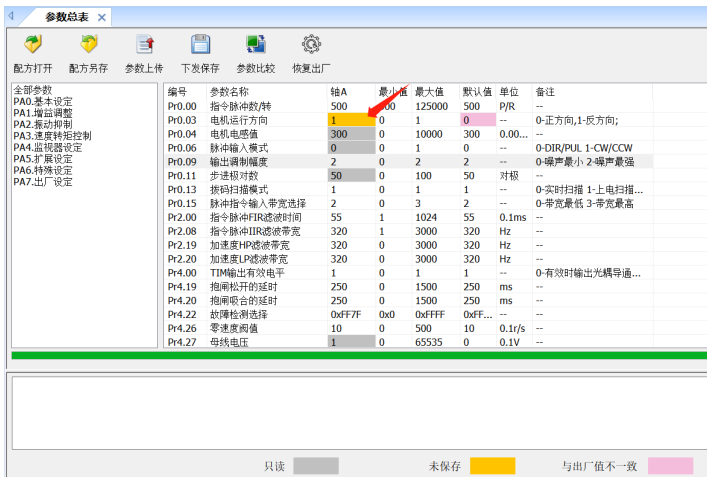 参数总表 ×
配方打开 配方另存 参数上传 下发保存 参数比较 恢复出厂
全部参数
PA0.基本设定
PA1.增益调整
PA2.振动抑制
PA3.速度转矩控制
PA4.监视器设定
PA5.扩展设定
PA6.特殊设定
PA7.出厂设定
编号 参数名称 轴A 最小值 最大值 默认值 单位 备注
Pr0.00 指令脉冲数/转 500 125000 500 P/R --
Pr0.03 电机运行方向 1 0 1 0 -- 0-正方向,1-反方向;
Pr0.04 电机电感值 300 0 10000 300 0.00... --
Pr0.06 脉冲输入模式 0 0 1 0 -- 0-DIR/PUL 1-CW/CCW
Pr0.09 输出调制幅度 2 0 2 2 -- 0-噪声最小 2-噪声最强
Pr0.11 步进极对数 50 0 100 50 对极 --
Pr0.13 拨码扫描模式 1 0 1 1 -- 0-实时扫描 1-上电扫描...
Pr0.15 脉冲指令输入带宽选择 2 0 3 2 -- 0-带宽最低 3-带宽最高
Pr2.00 指令脉冲FIR滤波时间 55 1 1024 55 0.1ms --
Pr2.08 指令脉冲IIR滤波带宽 320 1 3000 320 Hz --
Pr2.19 加速度HP滤波带宽 320 0 3000 320 Hz --
Pr2.20 加速度LP滤波带宽 320 0 3000 320 Hz --
Pr4.00 TIM输出有效电平 1 0 1 1 -- 0-有效时输出光耦导通...
Pr4.19 抱闸松开的延时 250 0 1500 250 ms --
Pr4.20 抱闸吸合的延时 250 0 1500 250 ms --
Pr4.22 故障检测选择 0xFF7F 0x0 0xFFFF 0xFF... -- --
Pr4.26 零速度阀值 10 0 500 10 0.1r/s --
Pr4.27 母线电压 1 0 65535 0 0.1V --
只读 未保存 与出厂值不一致